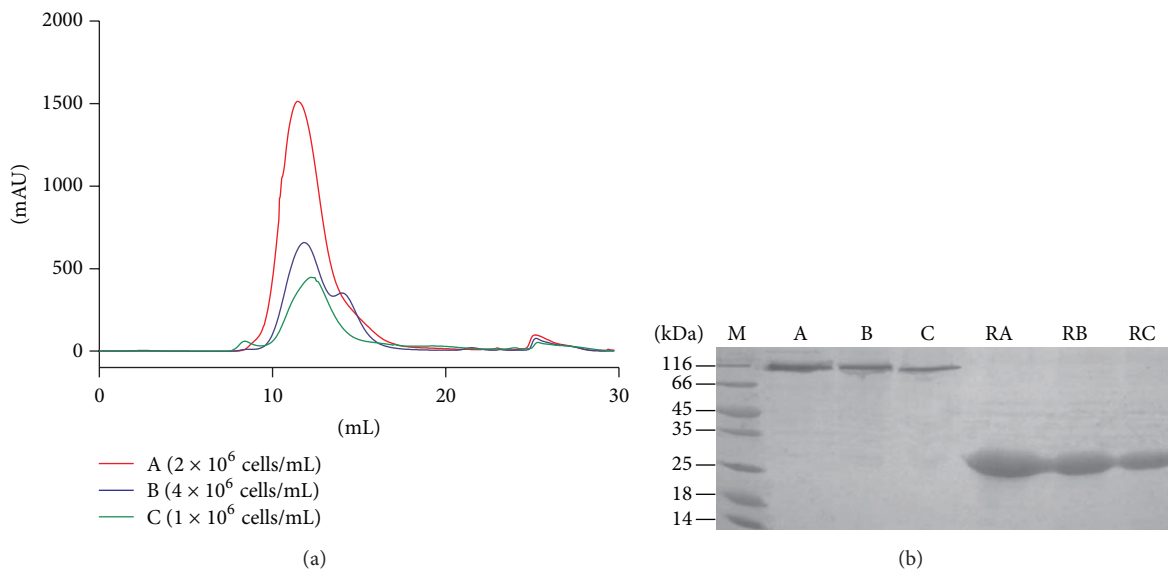 2000
1500
1000
500
0
(mAU)
0 10 20 30
(mL)
A (2 × 10⁶ cells/mL)
B (4 × 10⁶ cells/mL)
C (1 × 10⁶ cells/mL)
(a)
(kDa) M A B C RA RB RC
116
66
45
35
25
18
14
(b)